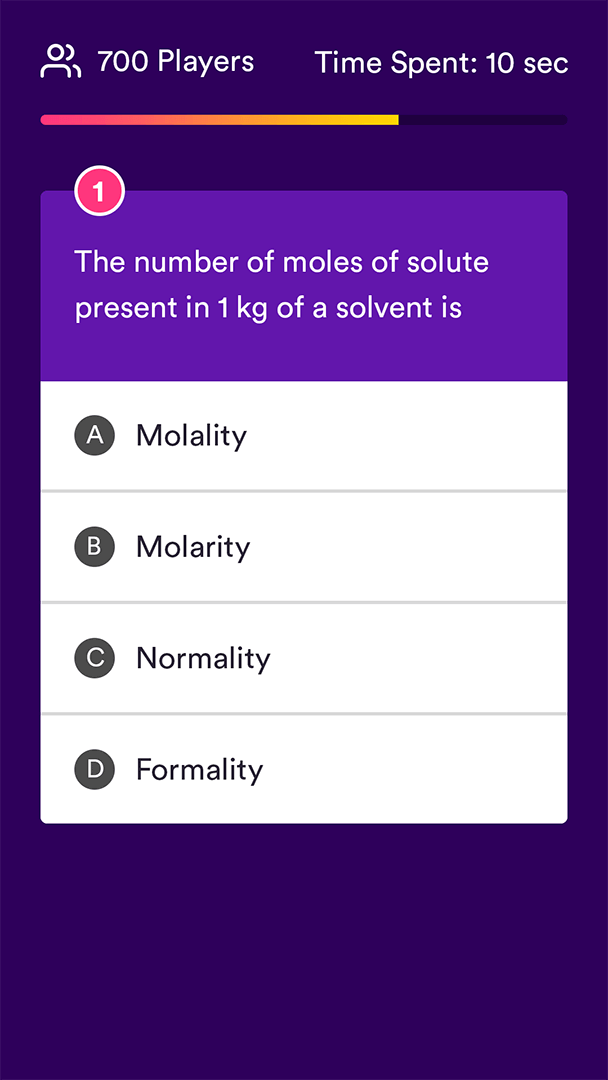 700 Players
Time Spent: 10 sec
1
The number of moles of solute
present in 1 kg of a solvent is
A Molality
B Molarity
C Normality
D Formality